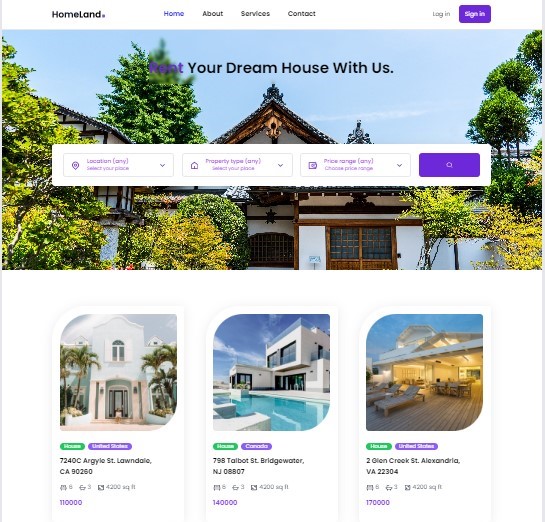 HomeLand.
Home About Services Contact
Log in Sign in
Rent Your Dream House With Us.
Location (any)
Select your place
Property type (any)
Select your place
Price range (any)
Choose price range
House United States
7240C Argyle St. Lawndale,
CA 90260
6 3 4200 sq ft
110000
House Canada
798 Talbot St. Bridgewater,
NJ 08807
6 3 4200 sq ft
140000
House United States
2 Glen Creek St. Alexandria,
VA 22304
6 3 4200 sq ft
170000